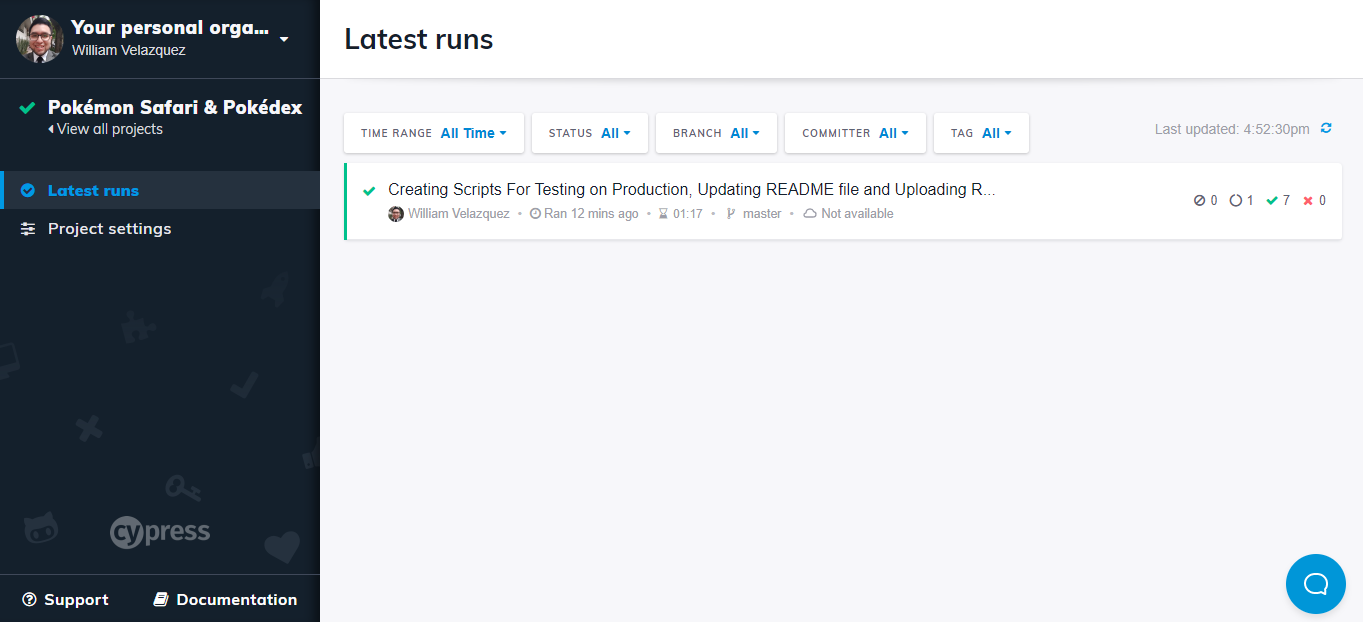 Your personal orga...
William Velazquez
Pokémon Safari & Pokédex
View all projects
Latest runs
Project settings
cypress
Support
Documentation
Latest runs
TIME RANGE All Time
STATUS All
BRANCH All
COMMITTER All
TAG All
Last updated: 4:52:30pm
Creating Scripts For Testing on Production, Updating README file and Uploading R...
William Velazquez • Ran 12 mins ago • 01:17 • master • Not available
0 1 7 0